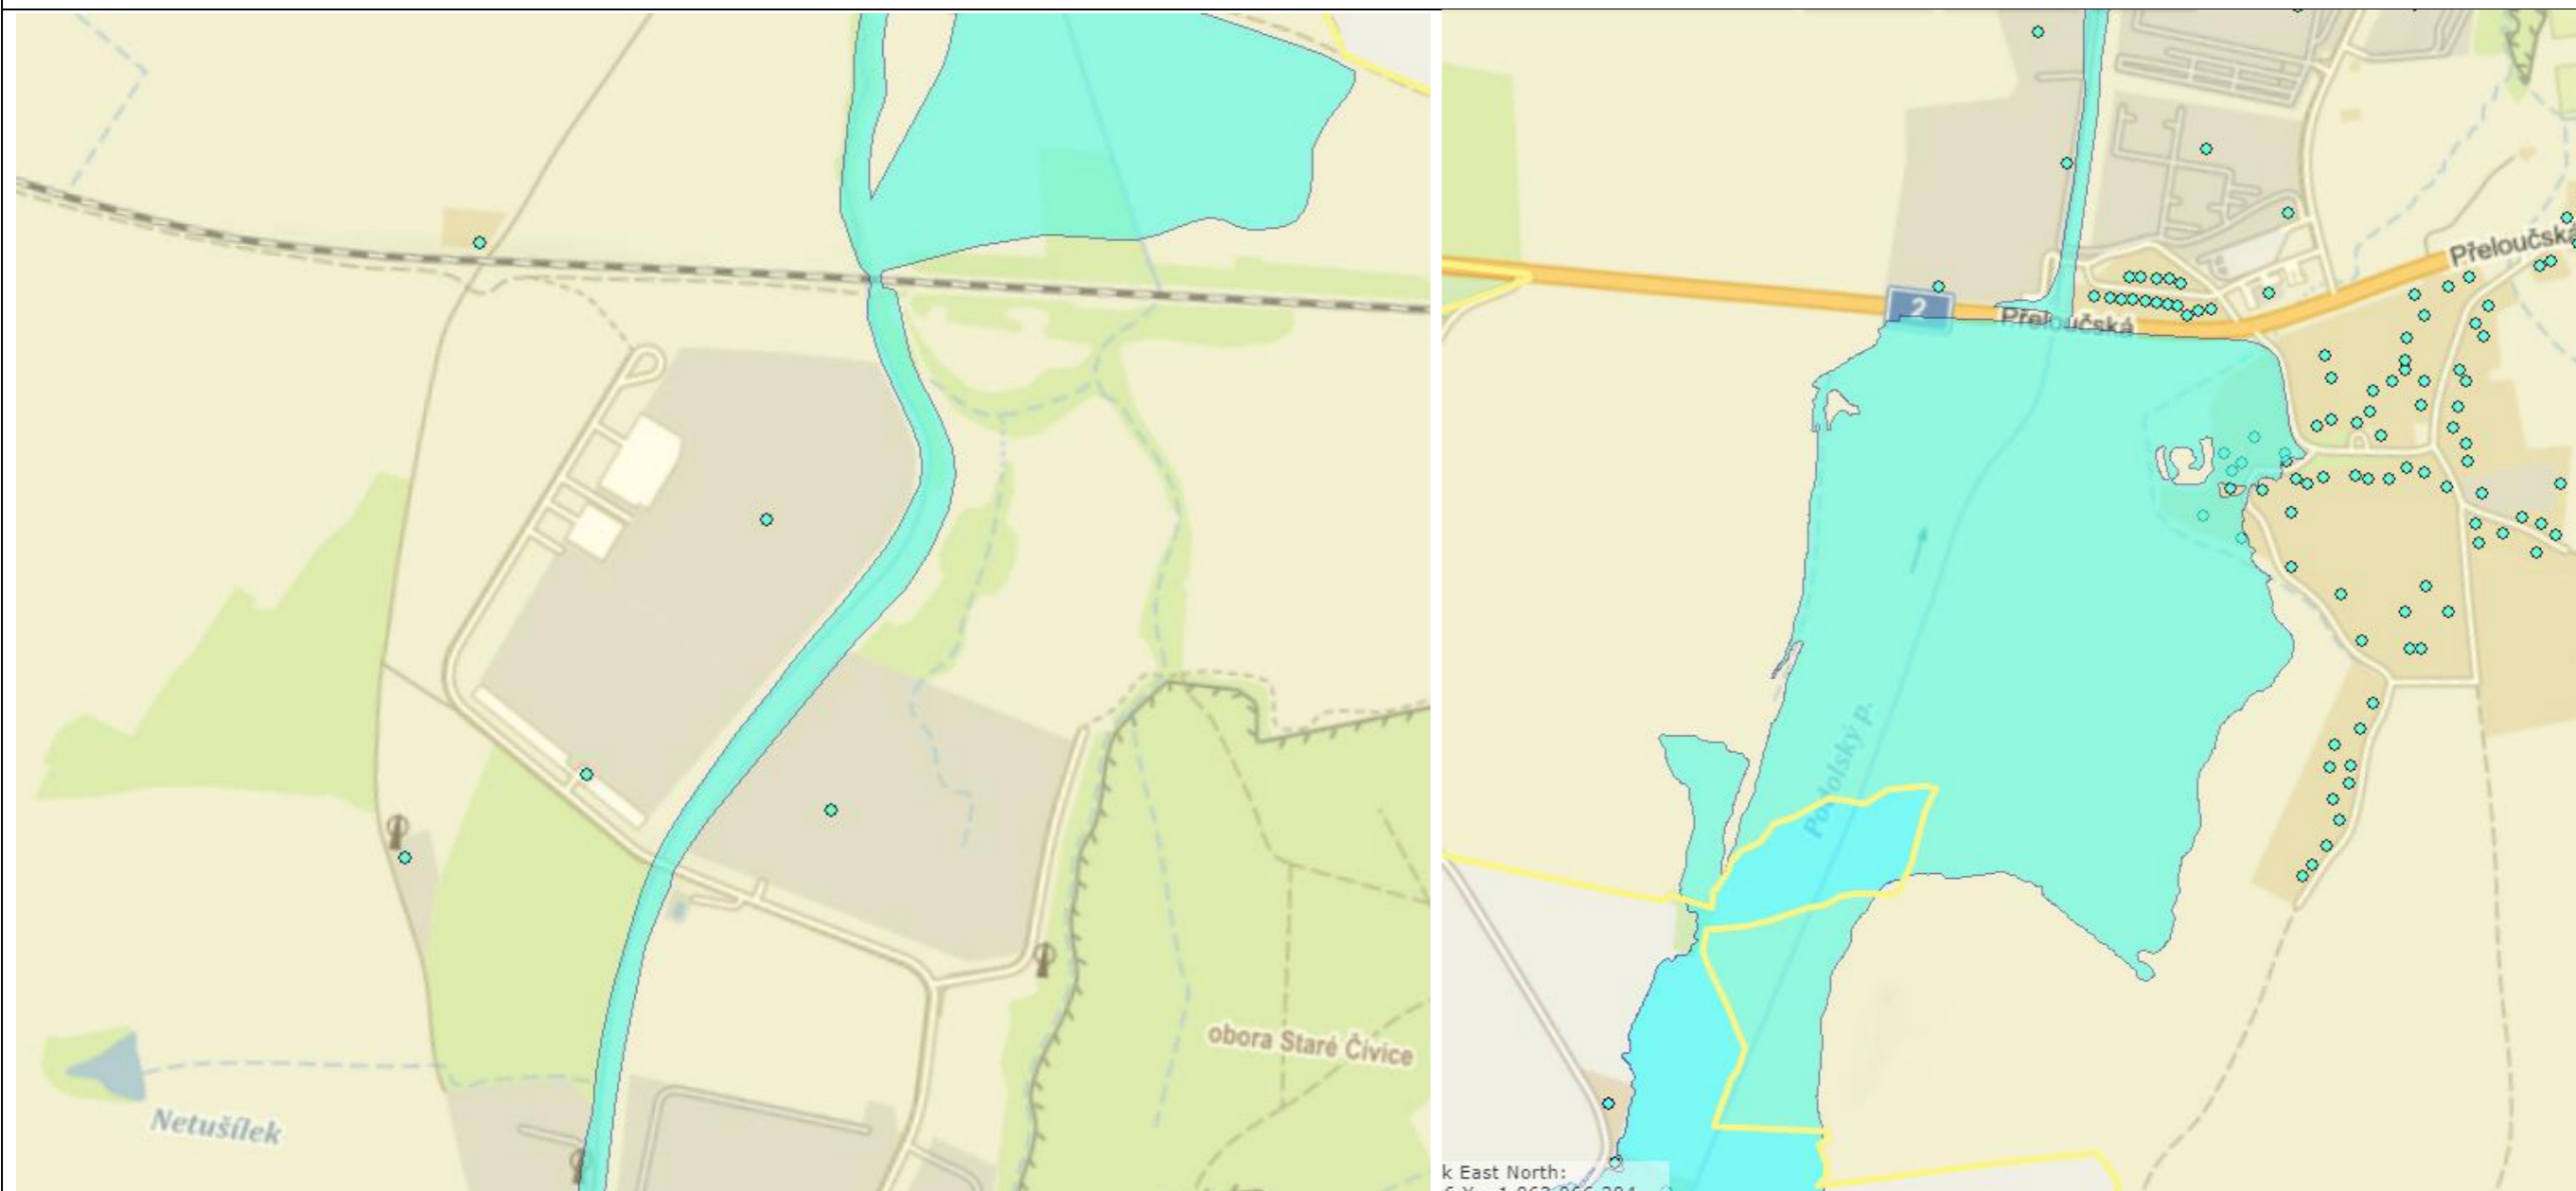 Netušílek
obora Staré Čívice
2
Přeloučská
Přeloučská
Podolský p.
k East North: